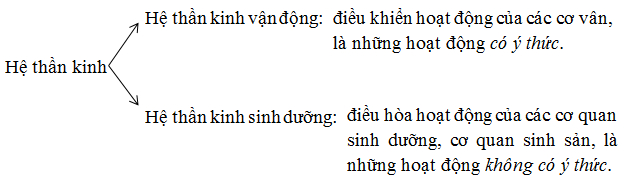 Hệ thần kinh vận động: điều khiển hoạt động của các cơ vân,
là những hoạt động có ý thức.
Hệ thần kinh
Hệ thần kinh sinh dưỡng: điều hòa hoạt động của các cơ quan
sinh dưỡng, cơ quan sinh sản, là
những hoạt động không có ý thức.